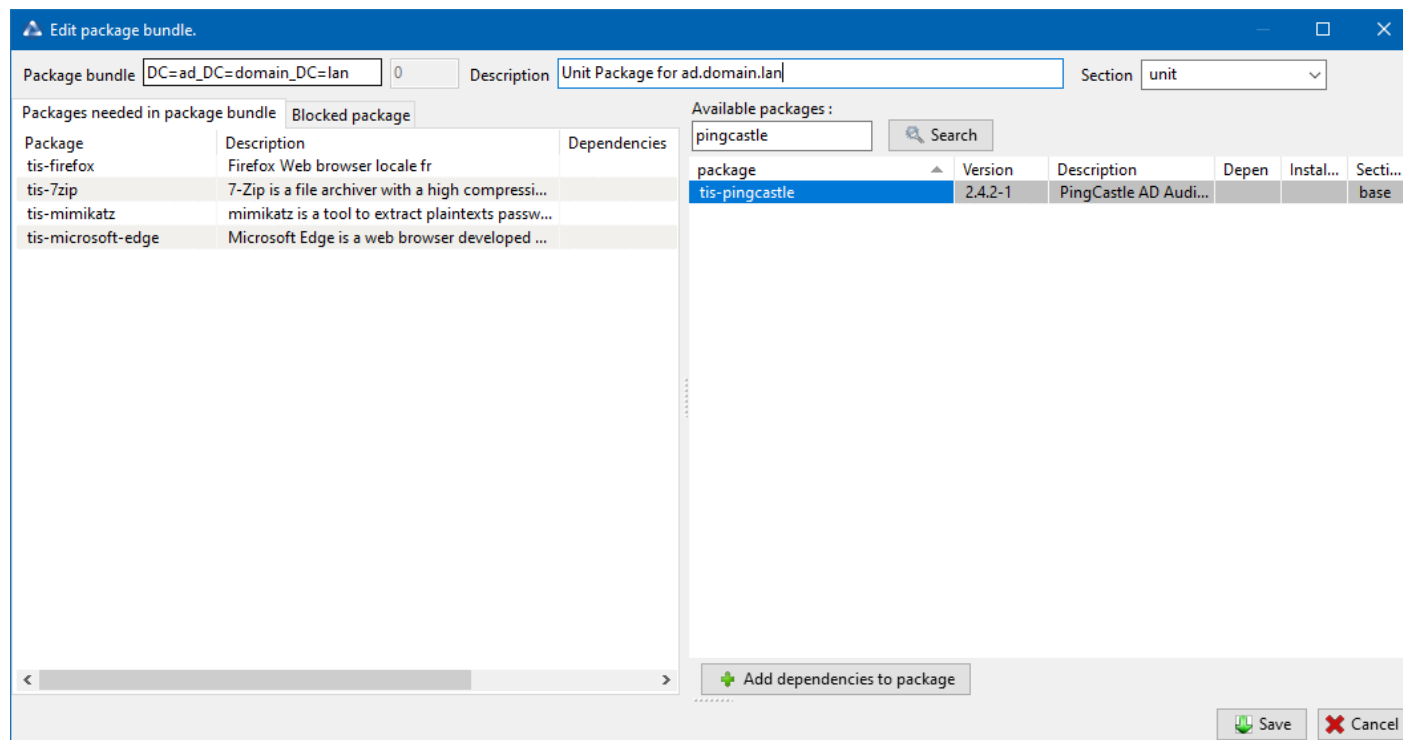 Edit package bundle.
Package bundle DC=ad_DC=domain_DC=lan 0 Description Unit Package for ad.domain.lan Section unit
Packages needed in package bundle Blocked package
Package Description Dependencies
tis-firefox Firefox Web browser locale fr
tis-7zip 7-Zip is a file archiver with a high compressi...
tis-mimikatz mimikatz is a tool to extract plaintexts passw...
tis-microsoft-edge Microsoft Edge is a web browser developed ...
Available packages :
pingcastle Search
package Version Description Depen Instal... Secti...
tis-pingcastle 2.4.2-1 PingCastle AD Audi... base
Add dependencies to package
Save Cancel